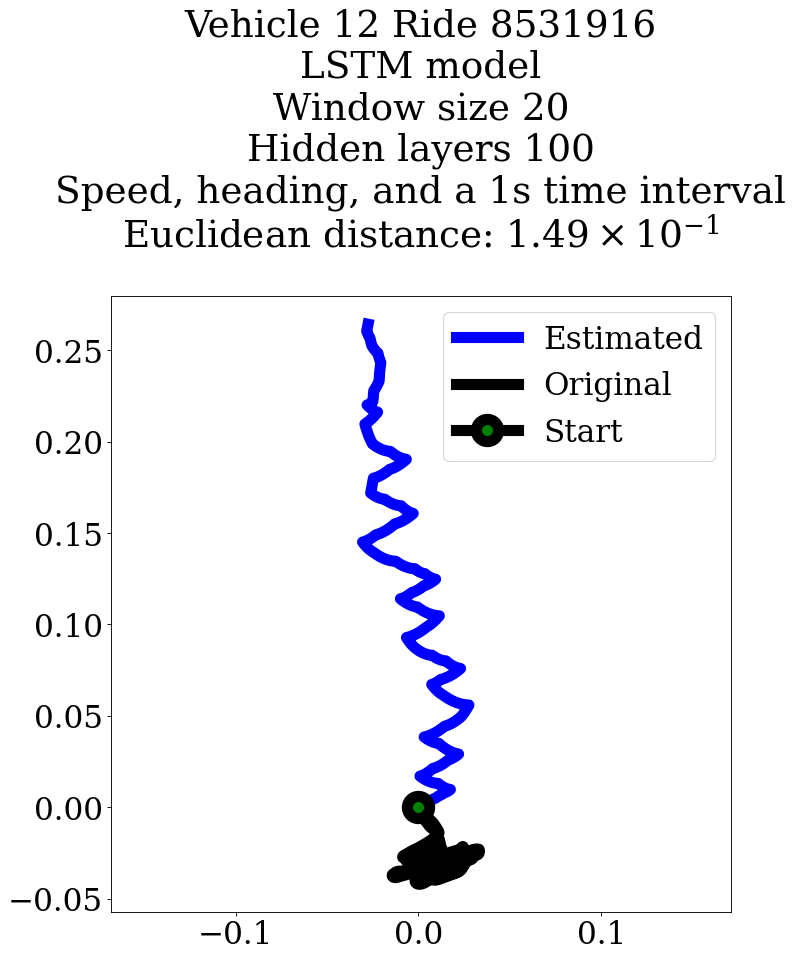 Vehicle 12 Ride 8531916
LSTM model
Window size 20
Hidden layers 100
Speed, heading, and a 1s time interval
Euclidean distance: 1.49 × 10⁻¹
Estimated
Original
Start
0.25
0.20
0.15
0.10
0.05
0.00
−0.05
−0.1 0.0 0.1